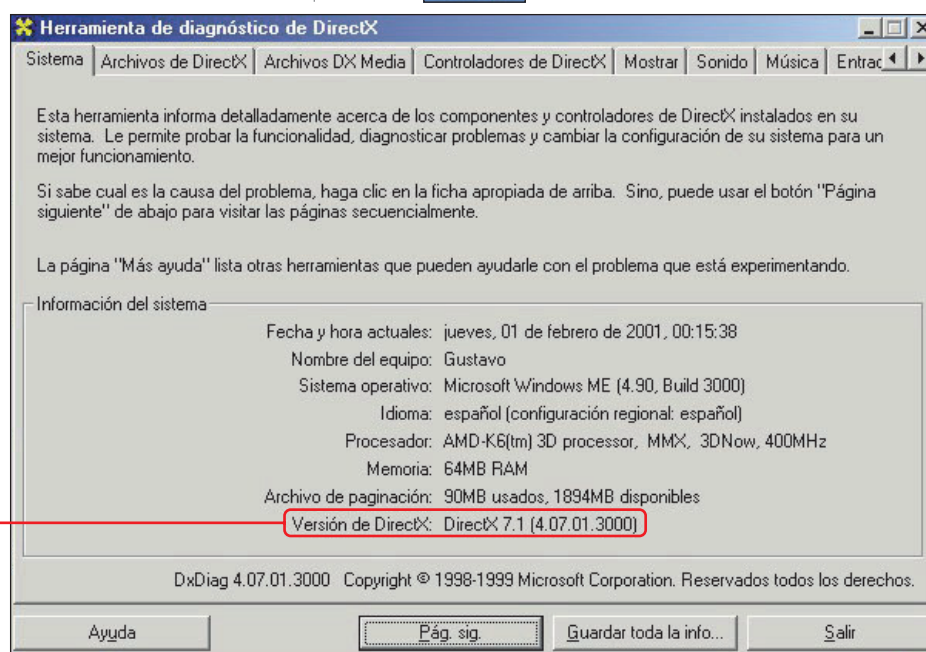 Herramienta de diagnóstico de DirectX
Sistema Archivos de DirectX Archivos DX Media Controladores de DirectX Mostrar Sonido Música
Esta herramienta informa detalladamente acerca de los componentes y controladores de DirectX instalados en su
sistema. Le permite probar la funcionalidad, diagnosticar problemas y cambiar la configuración de su sistema para un
mejor funcionamiento.
Si sabe cual es la causa del problema, haga clic en la ficha apropiada de arriba. Sino, puede usar el botón "Página
siguiente" de abajo para visitar las páginas secuencialmente.
La página "Más ayuda" lista otras herramientas que pueden ayudarle con el problema que está experimentando.
Información del sistema
Fecha y hora actuales: jueves, 01 de febrero de 2001, 00:15:38
Nombre del equipo: Gustavo
Sistema operativo: Microsoft Windows ME (4.90, Build 3000)
Idioma: español (configuración regional: español)
Procesador: AMD-K6(tm) 3D processor, MMX, 3DNow, 400MHz
Memoria: 64MB RAM
Archivo de paginación: 90MB usados, 1894MB disponibles
Versión de DirectX: DirectX 7.1 (4.07.01.3000)
DxDiag 4.07.01.3000 Copyright © 1998-1999 Microsoft Corporation. Reservados todos los derechos.
Ayuda Pág. sig. Guardar toda la info... Salir